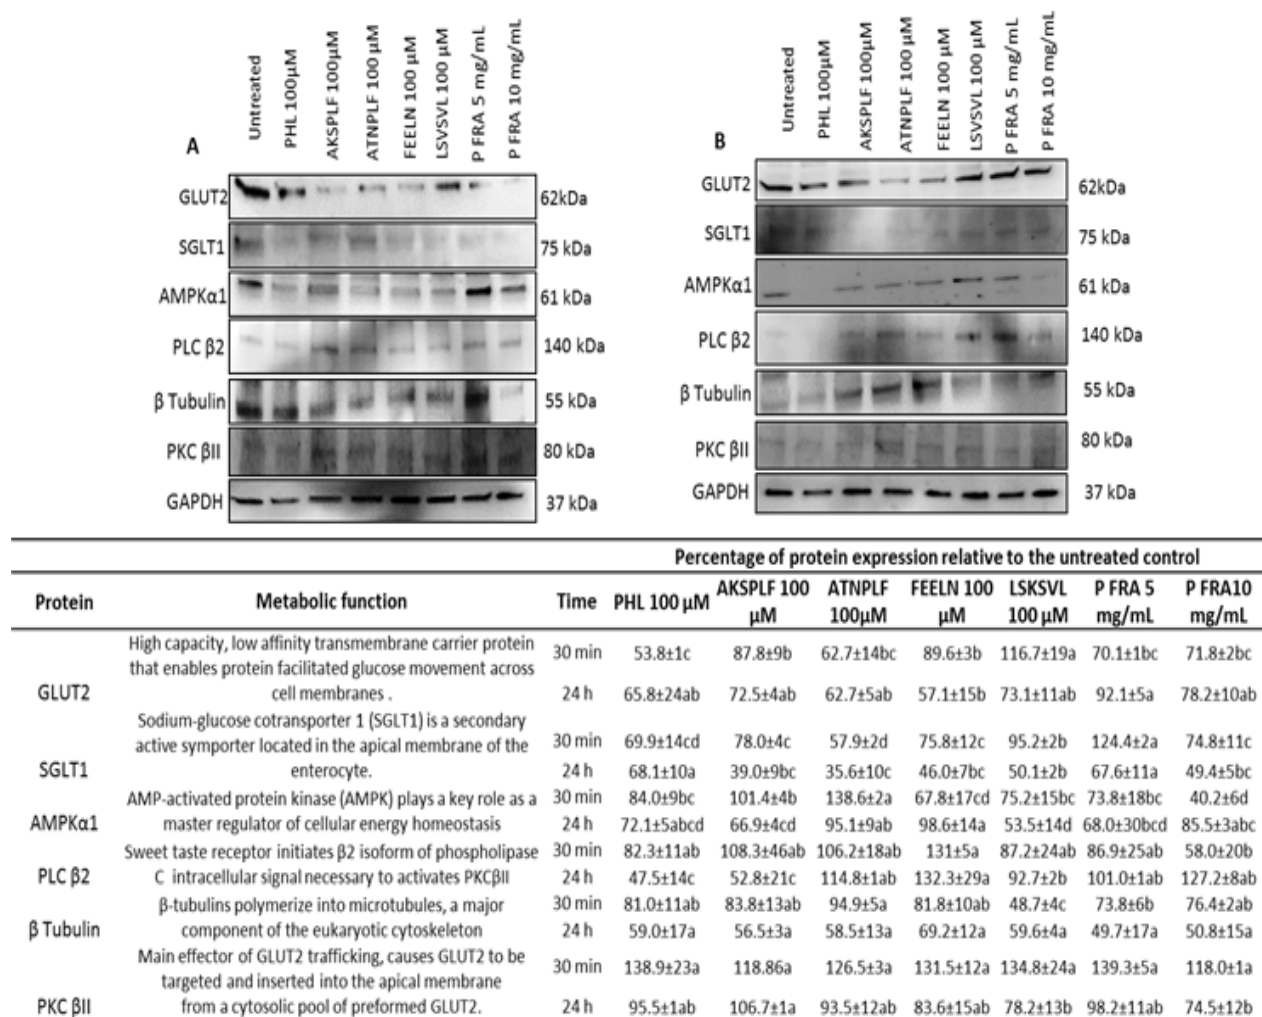 A
Untreated
PHL 100µM
AKSPLF 100µM
ATNPLF 100 µM
FEELN 100 µM
LSVSVL 100 µM
P FRA 5 mg/mL
P FRA 10 mg/mL
GLUT2 62kDa
SGLT1 75 kDa
AMPKα1 61 kDa
PLC β2 140 kDa
β Tubulin 55 kDa
PKC βII 80 kDa
GAPDH 37 kDa
B
Untreated
PHL 100µM
AKSPLF 100µM
ATNPLF 100 µM
FEELN 100 µM
LSVSVL 100 µM
P FRA 5 mg/mL
P FRA 10 mg/mL
GLUT2 62kDa
SGLT1 75 kDa
AMPKα1 61 kDa
PLC β2 140 kDa
β Tubulin 55 kDa
PKC βII 80 kDa
GAPDH 37 kDa
Percentage of protein expression relative to the untreated control
Protein Metabolic function Time PHL 100 µM AKSPLF 100 µM ATNPLF 100µM FEELN 100 µM LSKSVL 100 µM P FRA 5 mg/mL P FRA10 mg/mL
High capacity, low affinity transmembrane carrier protein
that enables protein facilitated glucose movement across
cell membranes .
GLUT2
30 min 53.8±1c 87.8±9b 62.7±14bc 89.6±3b 116.7±19a 70.1±1bc 71.8±2bc
24 h 65.8±24ab 72.5±4ab 62.7±5ab 57.1±15b 73.1±11ab 92.1±5a 78.2±10ab
Sodium-glucose cotransporter 1 (SGLT1) is a secondary
active symporter located in the apical membrane of the
enterocyte.
SGLT1
30 min 69.9±14cd 78.0±4c 57.9±2d 75.8±12c 95.2±2b 124.4±2a 74.8±11c
24 h 68.1±10a 39.0±9bc 35.6±10c 46.0±7bc 50.1±2b 67.6±11a 49.4±5bc
AMP-activated protein kinase (AMPK) plays a key role as a
master regulator of cellular energy homeostasis
AMPKα1
30 min 84.0±9bc 101.4±4b 138.6±2a 67.8±17cd 75.2±15bc 73.8±18bc 40.2±6d
24 h 72.1±5abcd 66.9±4cd 95.1±9ab 98.6±14a 53.5±14d 68.0±30bcd 85.5±3abc
Sweet taste receptor initiates β2 isoform of phospholipase
C intracellular signal necessary to activates PKCβII
PLC β2
30 min 82.3±11ab 108.3±46ab 106.2±18ab 131±5a 87.2±24ab 86.9±25ab 58.0±20b
24 h 47.5±14c 52.8±21c 114.8±1ab 132.3±29a 92.7±2b 101.0±1ab 127.2±8ab
β-tubulins polymerize into microtubules, a major
component of the eukaryotic cytoskeleton
β Tubulin
30 min 81.0±11ab 83.8±13ab 94.9±5a 81.8±10ab 48.7±4c 73.8±6b 76.4±2ab
24 h 59.0±17a 56.5±3a 58.5±13a 69.2±12a 59.6±4a 49.7±17a 50.8±15a
Main effector of GLUT2 trafficking, causes GLUT2 to be
targeted and inserted into the apical membrane
from a cytosolic pool of preformed GLUT2.
PKC βII
30 min 138.9±23a 118.86a 126.5±3a 131.5±12a 134.8±24a 139.3±5a 118.0±1a
24 h 95.5±1ab 106.7±1a 93.5±12ab 83.6±15ab 78.2±13b 98.2±11ab 74.5±12b